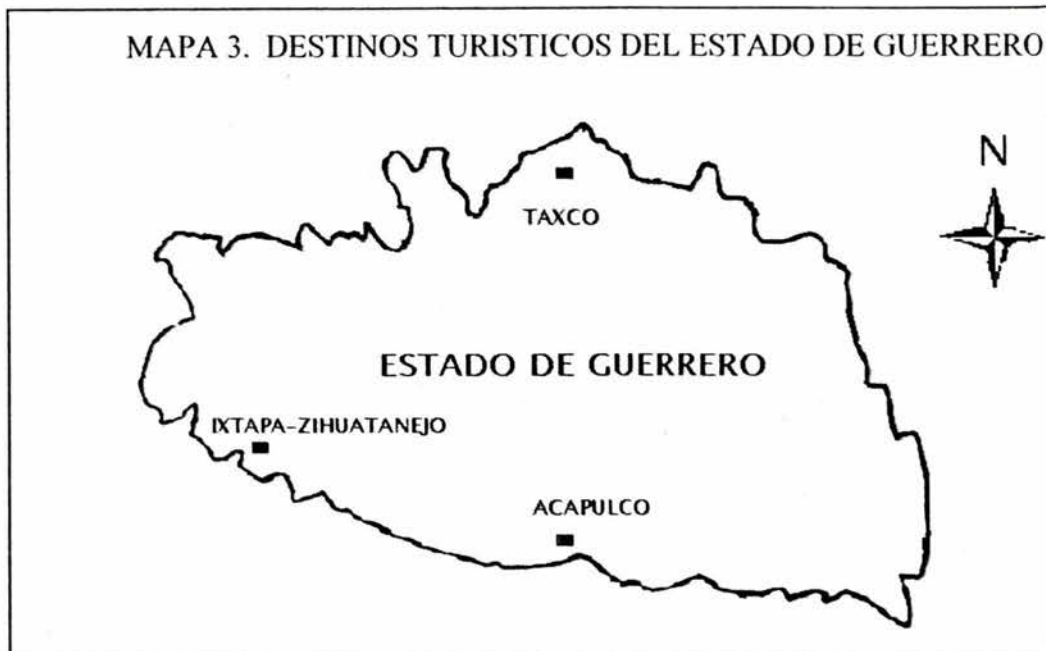 MAPA 3. DESTINOS TURISTICOS DEL ESTADO DE GUERRERO
N
TAXCO
ESTADO DE GUERRERO
IXTAPA-ZIHUATANEJO
ACAPULCO